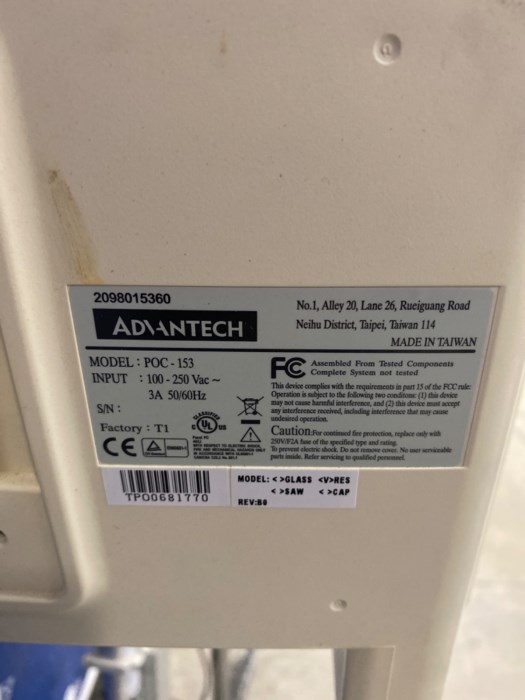 2098015360
ADVANTECH
No.1, Alley 20, Lane 26, Rueiguang Road
Neihu District, Taipei, Taiwan 114
MADE IN TAIWAN
MODEL : POC - 153
INPUT : 100 - 250 Vac ~
3A 50/60Hz
S/N :
Factory : T1
FC Assembled From Tested Components
Complete System not tested
This device complies with the requirements in part 15 of the FCC rule:
Operation is subject to the following two conditions: (1) this device
may not cause harmful interference, and (2) this device must accept
any interference received, including interference that may cause
undesired operation.
Caution:For continued fire protection, replace only with
250V/F2A fuse of the specified type and rating.
To prevent electric shock. Do not remove cover. No user serviceable
parts inside. Refer servicing to qualified personnel.
CLASSIFIED
C UL US
CE
TPO0681770
MODEL: < >GLASS <V>RES
< >SAW < >CAP
REV:B6